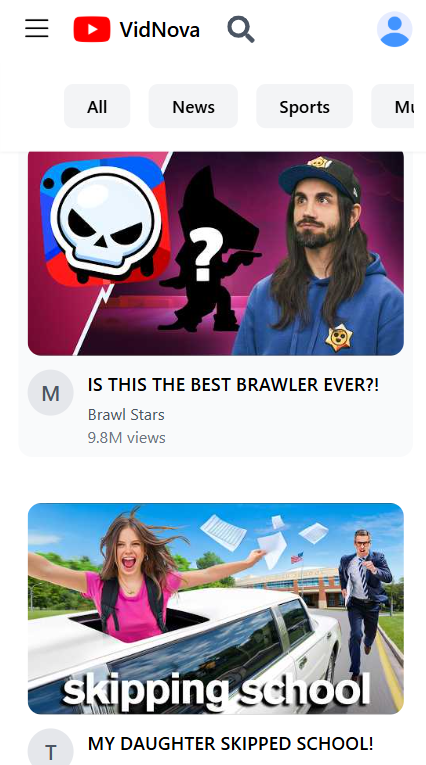 VidNova
All
News
Sports
Mu
?
M
IS THIS THE BEST BRAWLER EVER?!
Brawl Stars
9.8M views
skipping school
T
MY DAUGHTER SKIPPED SCHOOL!